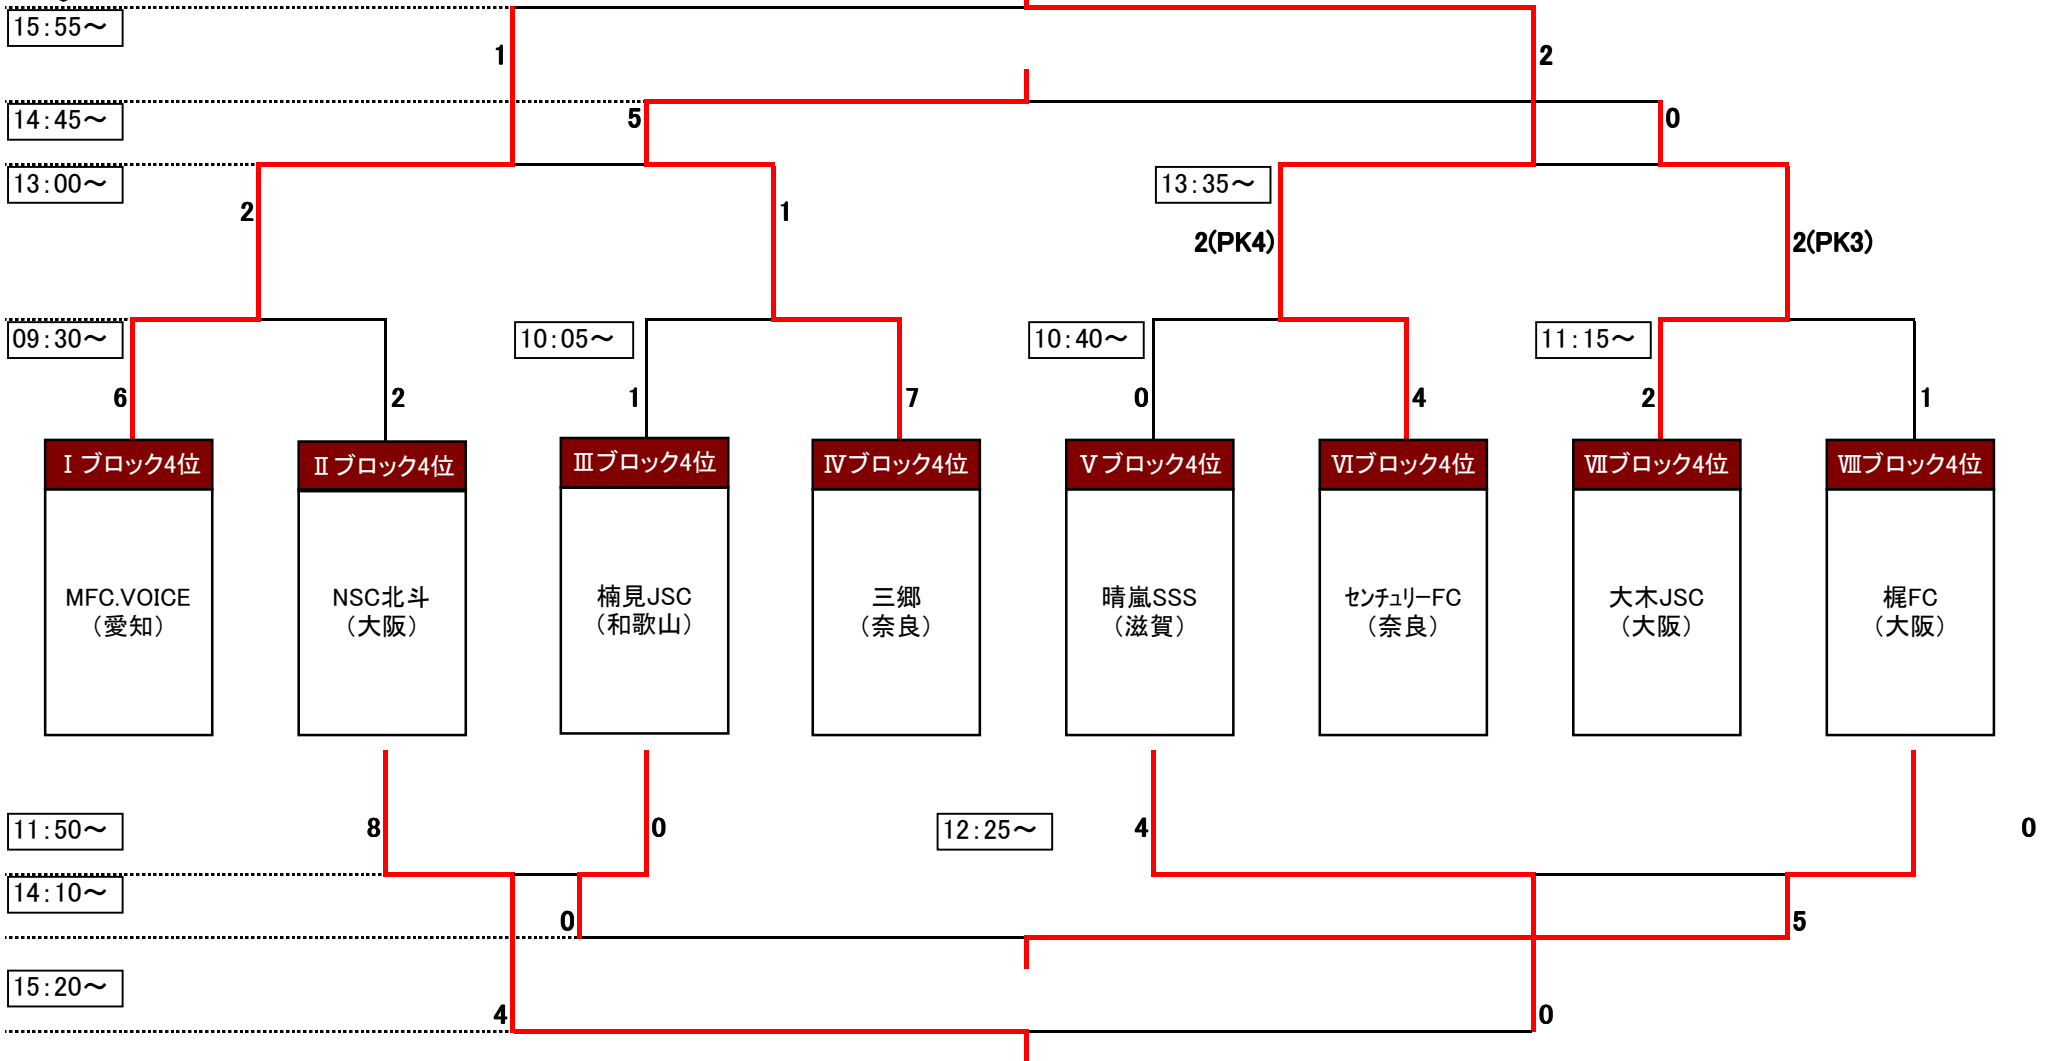 15:55～
1
2
14:45～
5
0
13:00～
13:35～
2
1
2(PK4)
2(PK3)
09:30～
10:05～
10:40～
11:15～
6
2
1
7
0
4
2
1
Ⅰ ブロック4位
Ⅱ ブロック4位
Ⅲブロック4位
Ⅳブロック4位
Ⅴ ブロック4位
Ⅵブロック4位
Ⅶブロック4位
Ⅷブロック4位
MFC.VOICE
（愛知）
NSC北斗
（大阪）
楠見JSC
（和歌山）
三郷
（奈良）
晴嵐SSS
（滋賀）
ｾﾝﾁｭﾘｰFC
（奈良）
大木JSC
（大阪）
梶FC
（大阪）
11:50～
8
0
12:25～
4
0
14:10～
0
5
15:20～
4
0